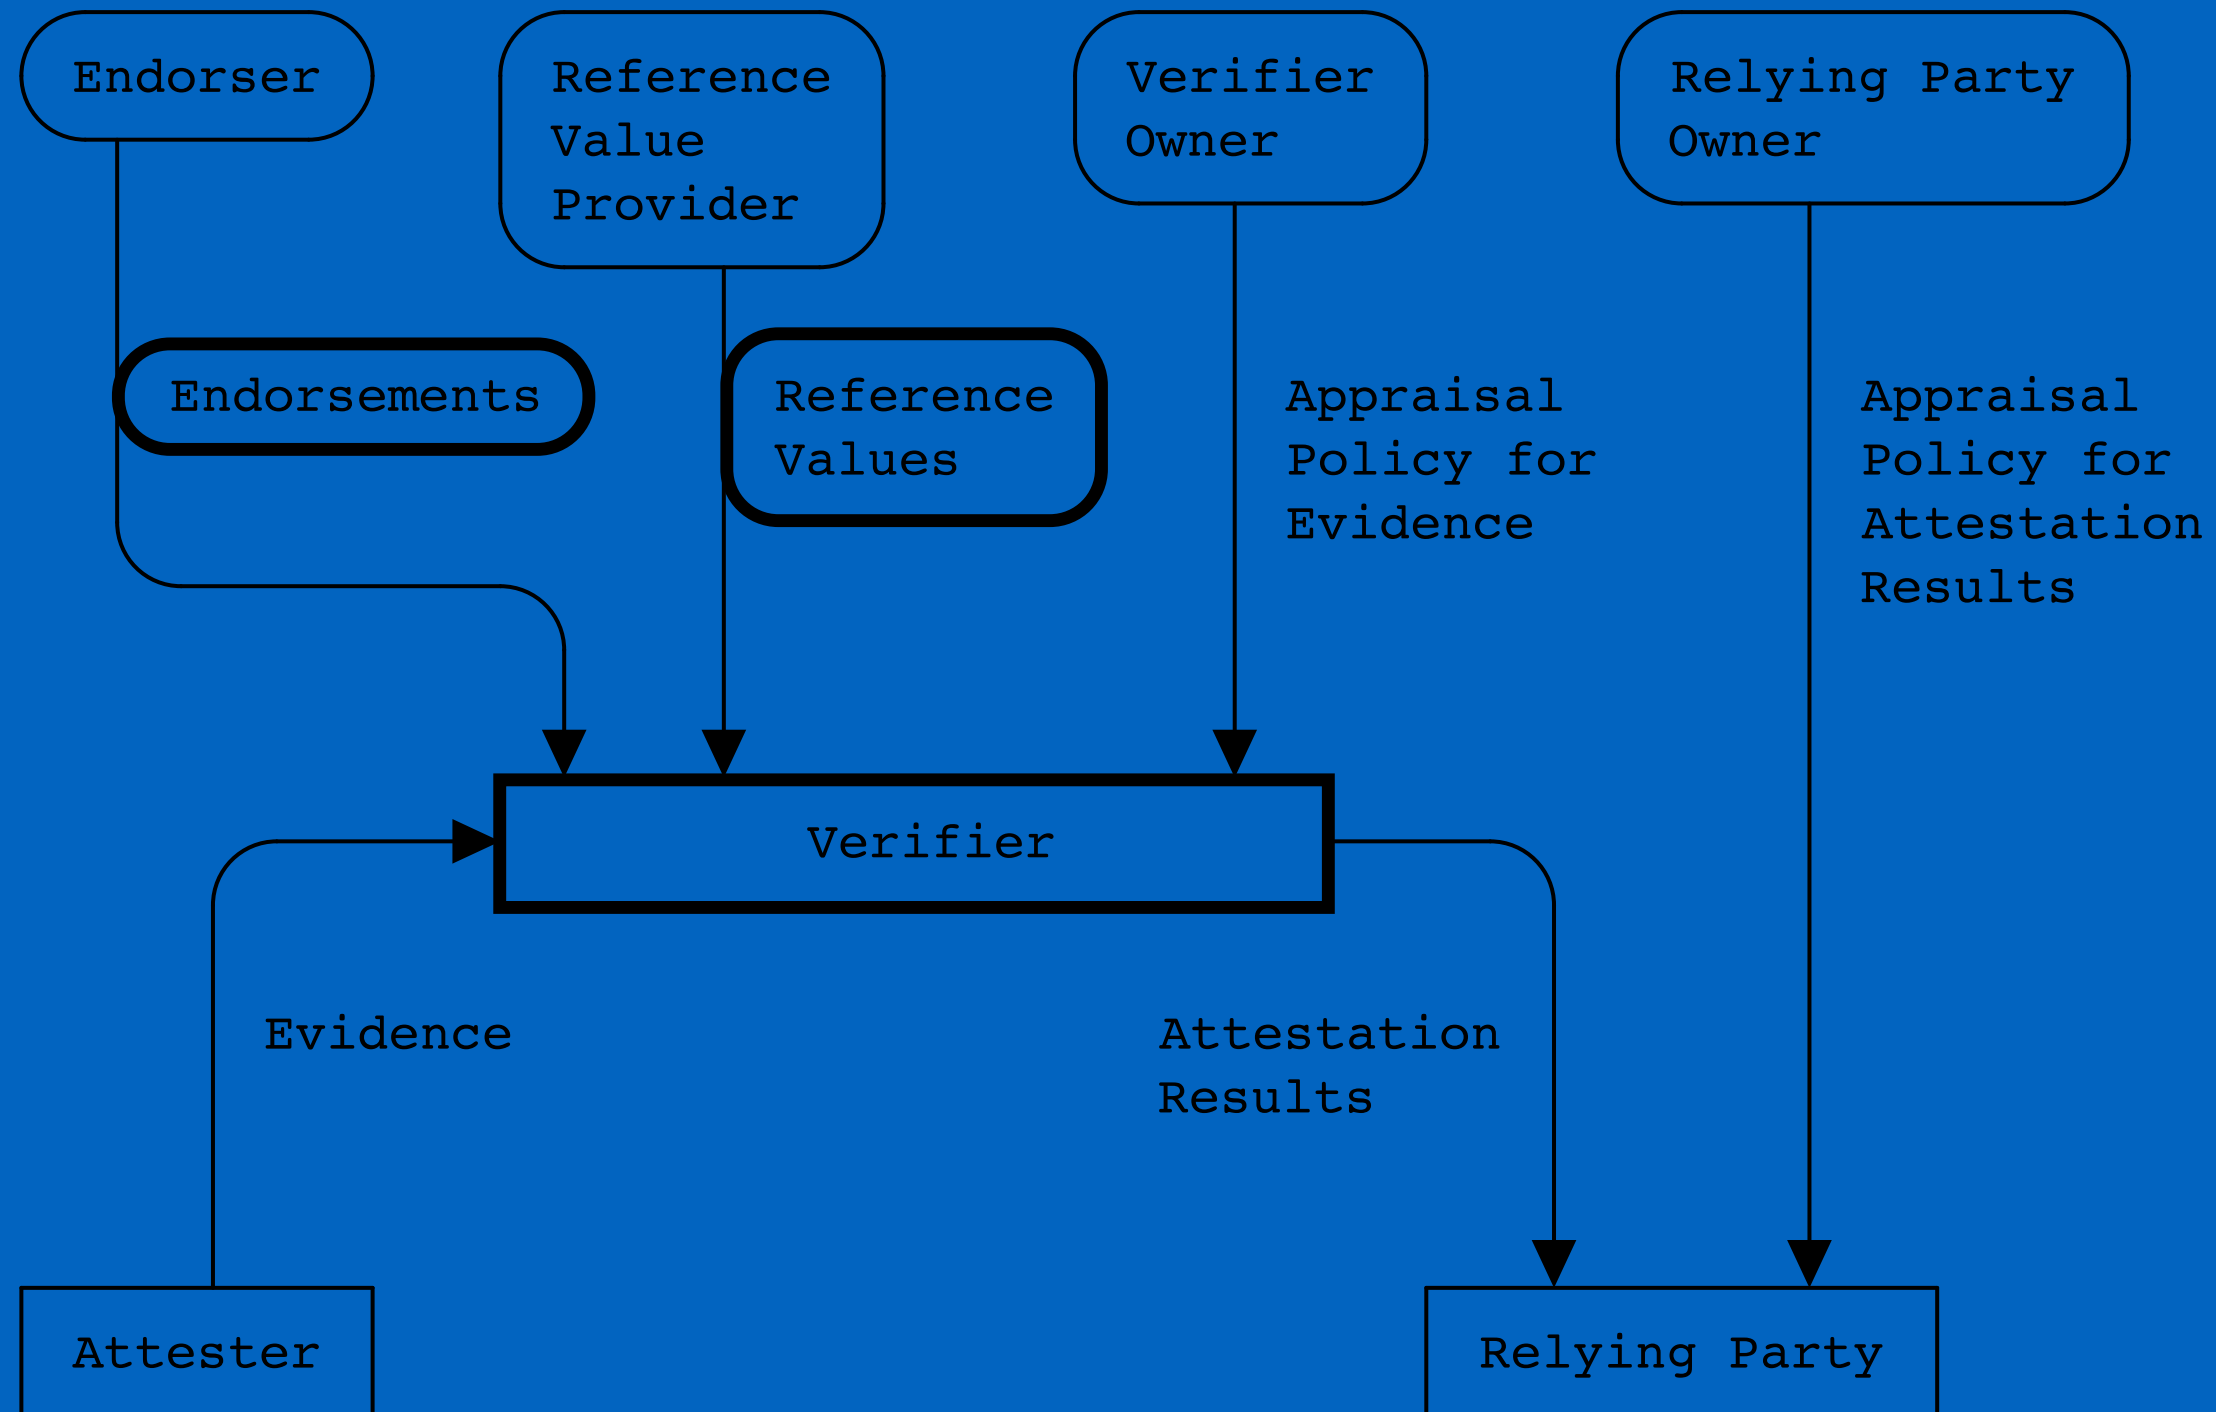 Endorser
Reference
Value
Provider
Verifier
Owner
Relying Party
Owner
Endorsements
Reference
Values
Appraisal
Policy for
Evidence
Appraisal
Policy for
Attestation
Results
Verifier
Evidence
Attestation
Results
Attester
Relying Party